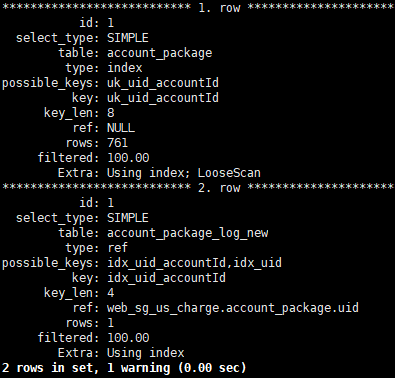 *************************** 1. row *********************
           id: 1
  select_type: SIMPLE
        table: account_package
         type: index
possible_keys: uk_uid_accountId
          key: uk_uid_accountId
      key_len: 8
          ref: NULL
         rows: 761
     filtered: 100.00
        Extra: Using index; LooseScan
*************************** 2. row *********************
           id: 1
  select_type: SIMPLE
        table: account_package_log_new
         type: ref
possible_keys: idx_uid_accountId,idx_uid
          key: idx_uid_accountId
      key_len: 4
          ref: web_sg_us_charge.account_package.uid
         rows: 1
     filtered: 100.00
        Extra: Using index
2 rows in set, 1 warning (0.00 sec)